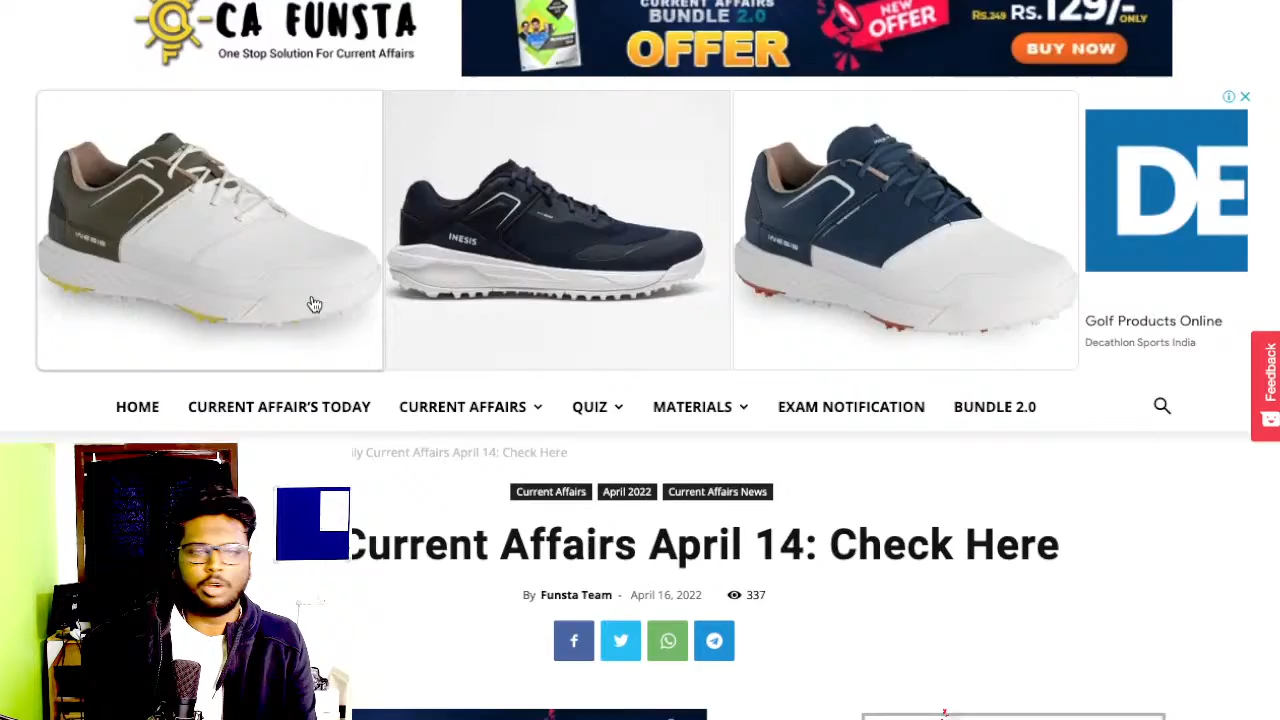 CA FUNSTA
One Stop Solution For Current Affairs
CURRENT AFFAIRS
BUNDLE 2.0
OFFER
NEW
OFFER
Rs.349 Rs.129/- ONLY
BUY NOW
INESIS
INESIS
INESIS
DE
Golf Products Online
Decathlon Sports India
Feedback
HOME
CURRENT AFFAIR'S TODAY
CURRENT AFFAIRS
QUIZ
MATERIALS
EXAM NOTIFICATION
BUNDLE 2.0
ily Current Affairs April 14: Check Here
Current Affairs
April 2022
Current Affairs News
Current Affairs April 14: Check Here
By Funsta Team - April 16, 2022 337